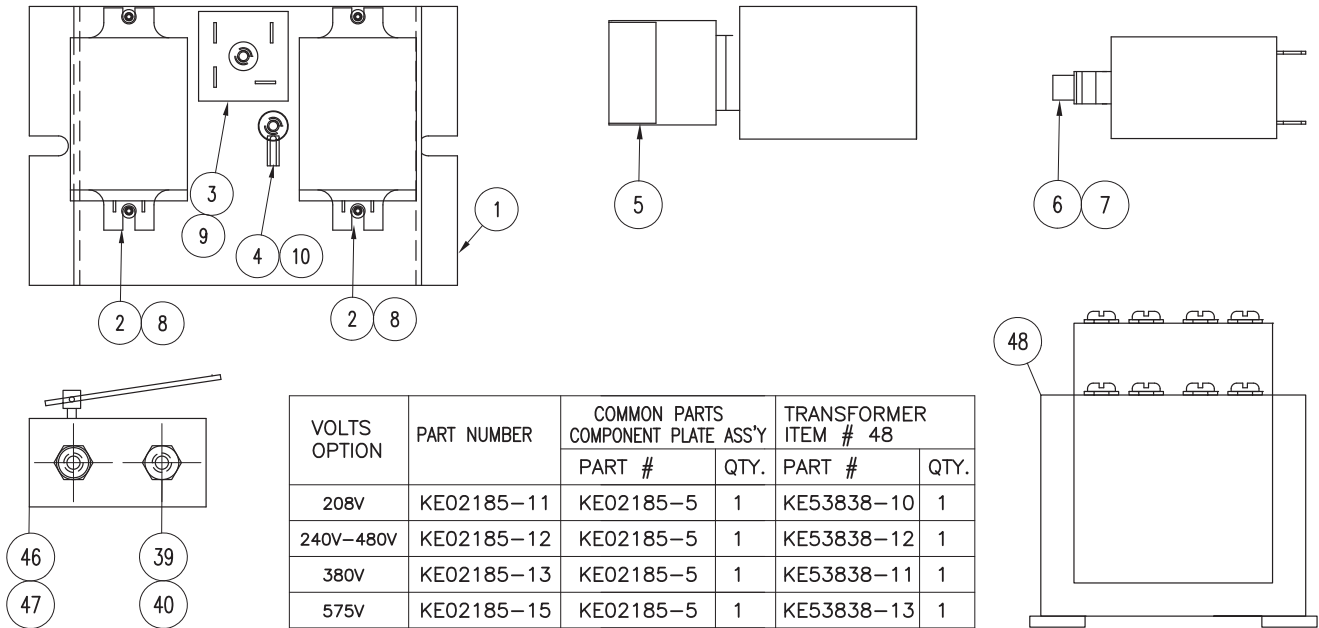 3
9
4
10
1
2
8
2
8
5
6
7
46
47
39
40
48
VOLTS OPTION
PART NUMBER
COMMON PARTS COMPONENT PLATE ASS'Y
TRANSFORMER ITEM # 48
PART # QTY. PART # QTY.
208V KE02185-11 KE02185-5 1 KE53838-10 1
240V-480V KE02185-12 KE02185-5 1 KE53838-12 1
380V KE02185-13 KE02185-5 1 KE53838-11 1
575V KE02185-15 KE02185-5 1 KE53838-13 1